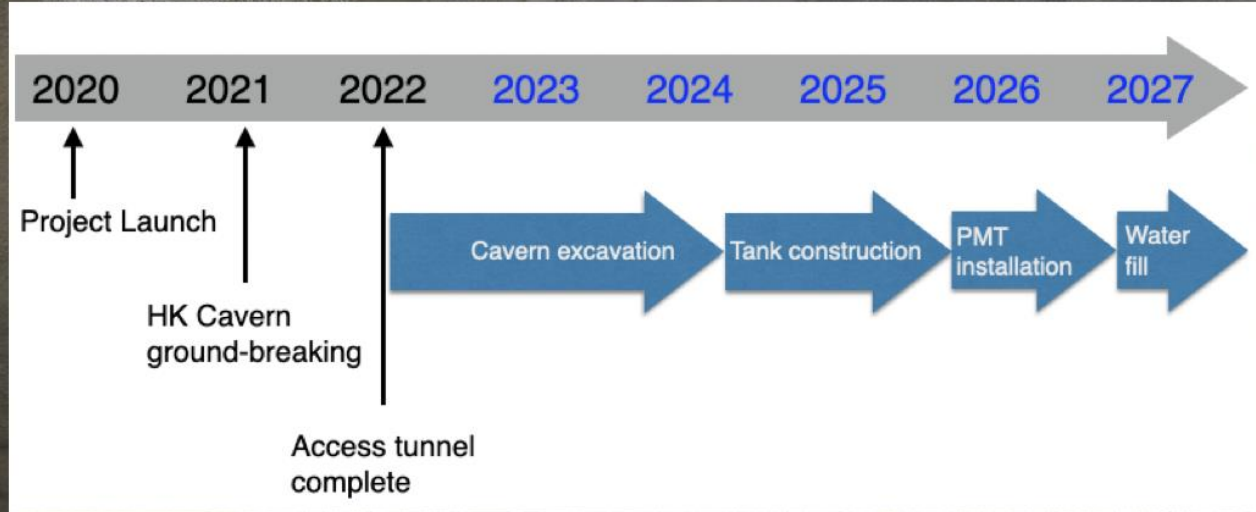 2020 2021 2022 2023 2024 2025 2026 2027
Project Launch
HK Cavern
ground-breaking
Access tunnel
complete
Cavern excavation
Tank construction
PMT
installation
Water
fill